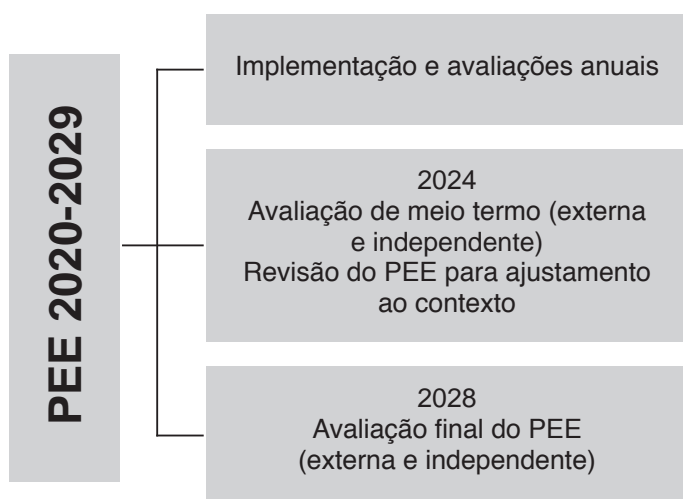 PEE 2020-2029
Implementação e avaliações anuais
2024
Avaliação de meio termo (externa
e independente)
Revisão do PEE para ajustamento
ao contexto
2028
Avaliação final do PEE
(externa e independente)